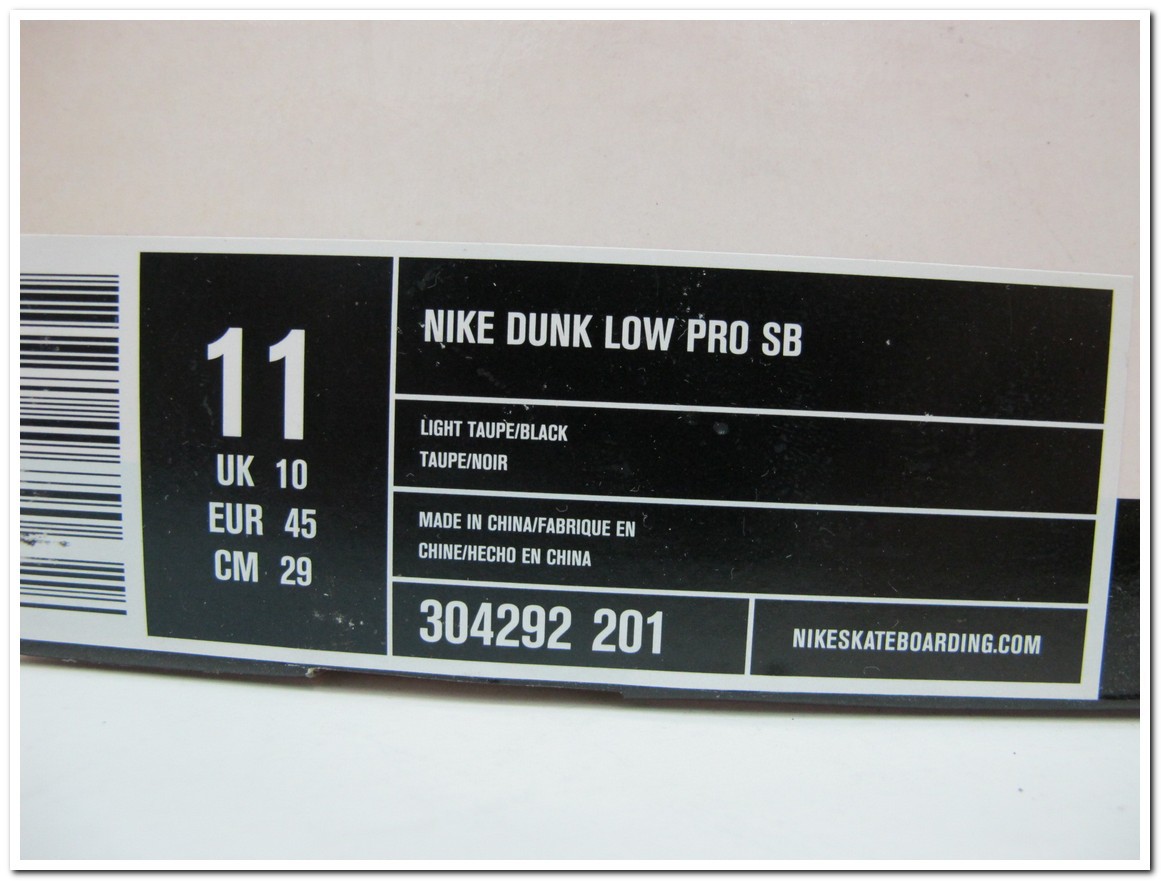 11
UK 10
EUR 45
CM 29
NIKE DUNK LOW PRO SB
LIGHT TAUPE/BLACK
TAUPE/NOIR
MADE IN CHINA/FABRIQUE EN
CHINE/HECHO EN CHINA
304292 201
NIKESKATEBOARDING.COM